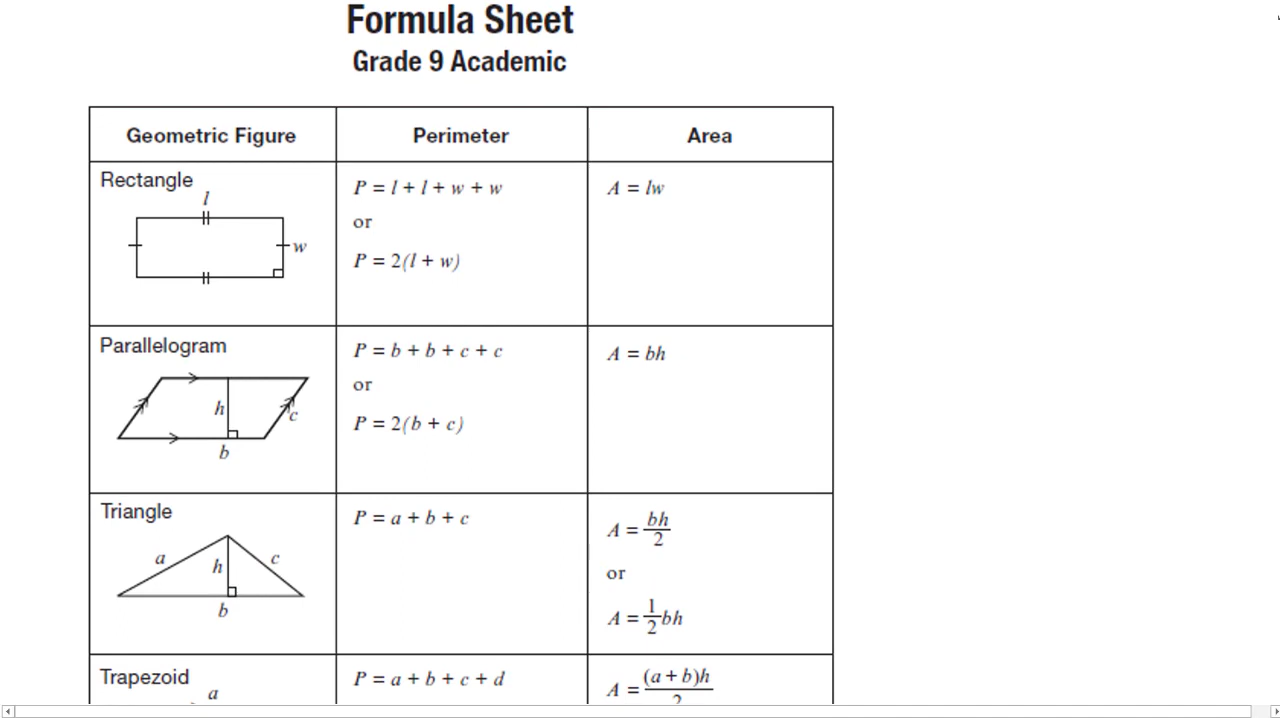 Formula Sheet
Grade 9 Academic
Geometric Figure Perimeter Area
Rectangle
l
w
P = l + l + w + w
or
P = 2(l + w)
A = lw
Parallelogram
h
c
b
P = b + b + c + c
or
P = 2(b + c)
A = bh
Triangle
a
h
c
b
P = a + b + c
A = bh/2
or
A = 1/2 bh
Trapezoid
a
P = a + b + c + d
A = (a + b)h/2